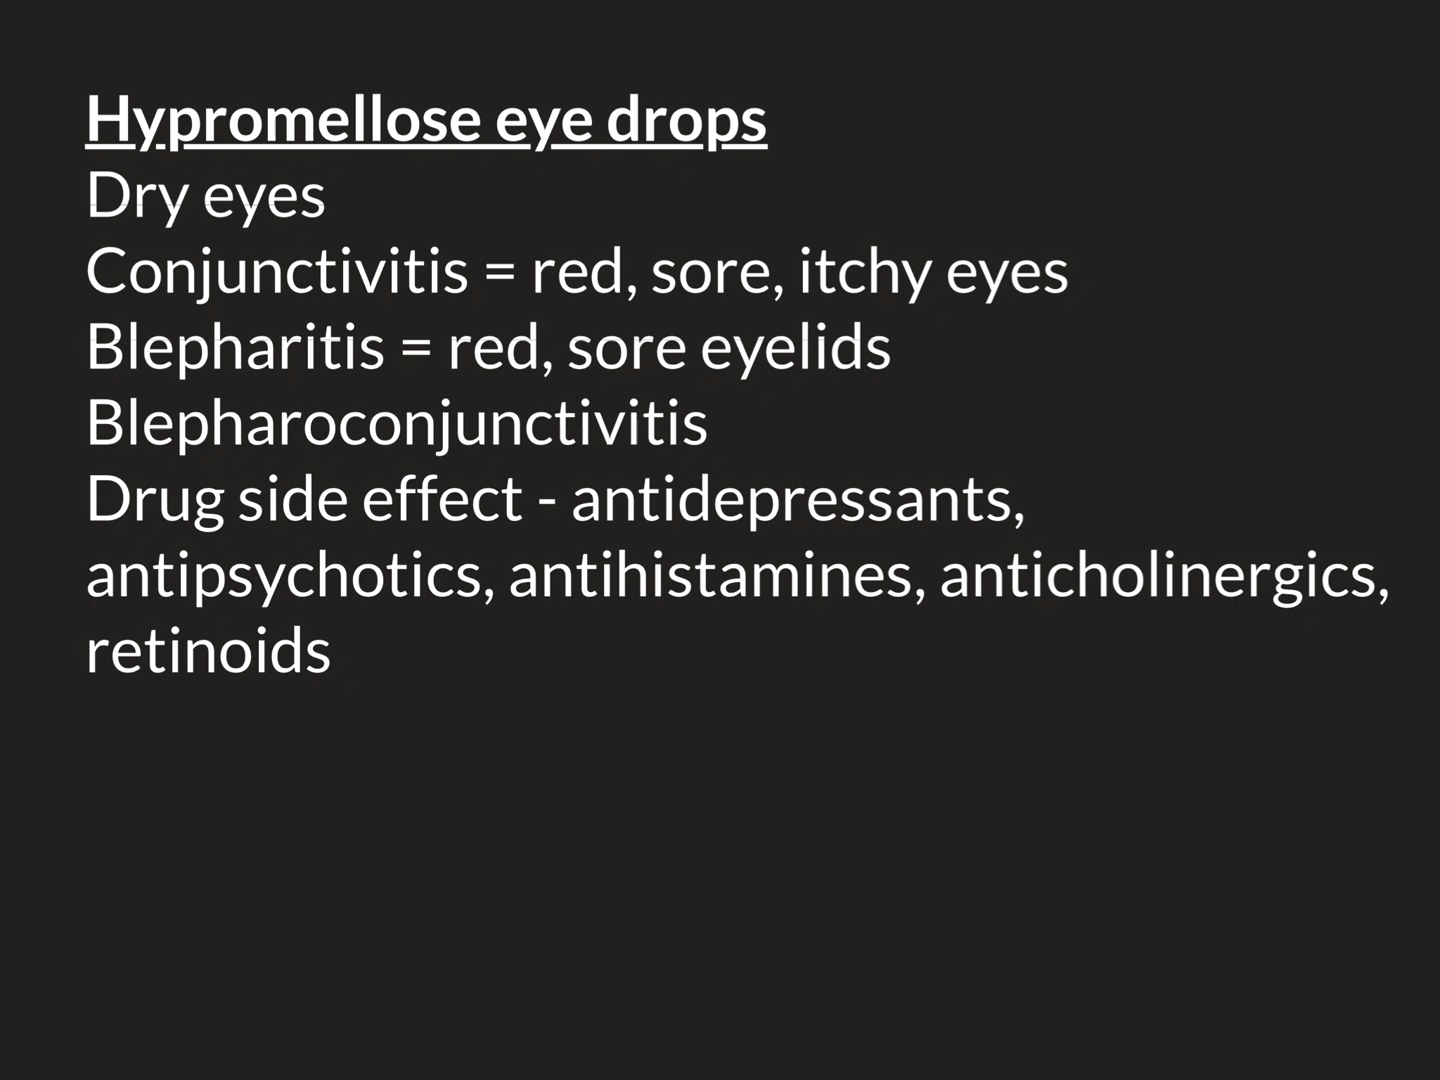 Hypromellose eye drops
Dry eyes
Conjunctivitis = red, sore, itchy eyes
Blepharitis = red, sore eyelids
Blepharoconjunctivitis
Drug side effect - antidepressants,
antipsychotics, antihistamines, anticholinergics,
retinoids